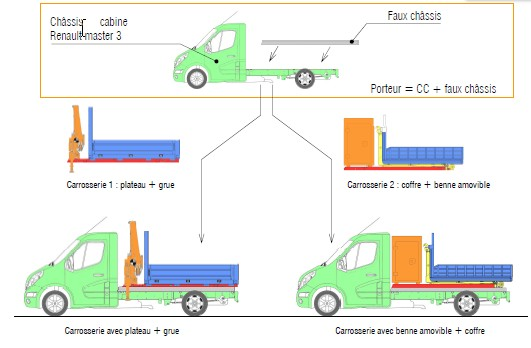 Châssis cabine
Renault master 3
Faux châssis
Porteur = CC + faux châssis
Carrosserie 1 : plateau + grue
Carrosserie 2 : coffre + benne amovible
Carrosserie avec plateau + grue
Carrosserie avec benne amovible + coffre